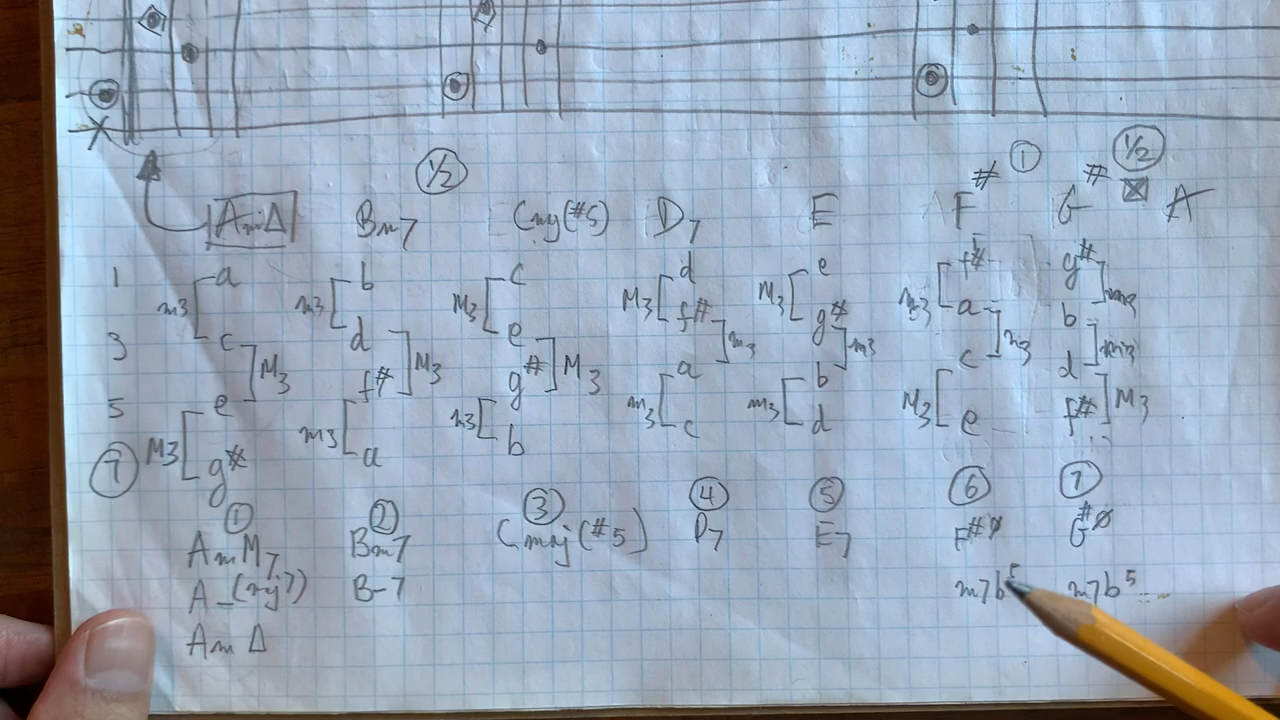 1/2 1 1/2
AmΔ Bm7 Cmj(#5) D7 E F# G# A
1 a b c d e f# g#
m3 m3 M3 M3 M3 m3 m3
3 c d e f# g# a b
M3 M3 M3 m3 m3 m3 m3
5 e f# g# a b c d
M3 m3 m3 m3 m3 M3 M3
7 g# a b c d e f#
1 2 3 4 5 6 7
AmM7 Bm7 Cmaj(#5) D7 E7 F#ø G#ø
A-(mj7) B-7 m7b5 m7b5
AmΔ